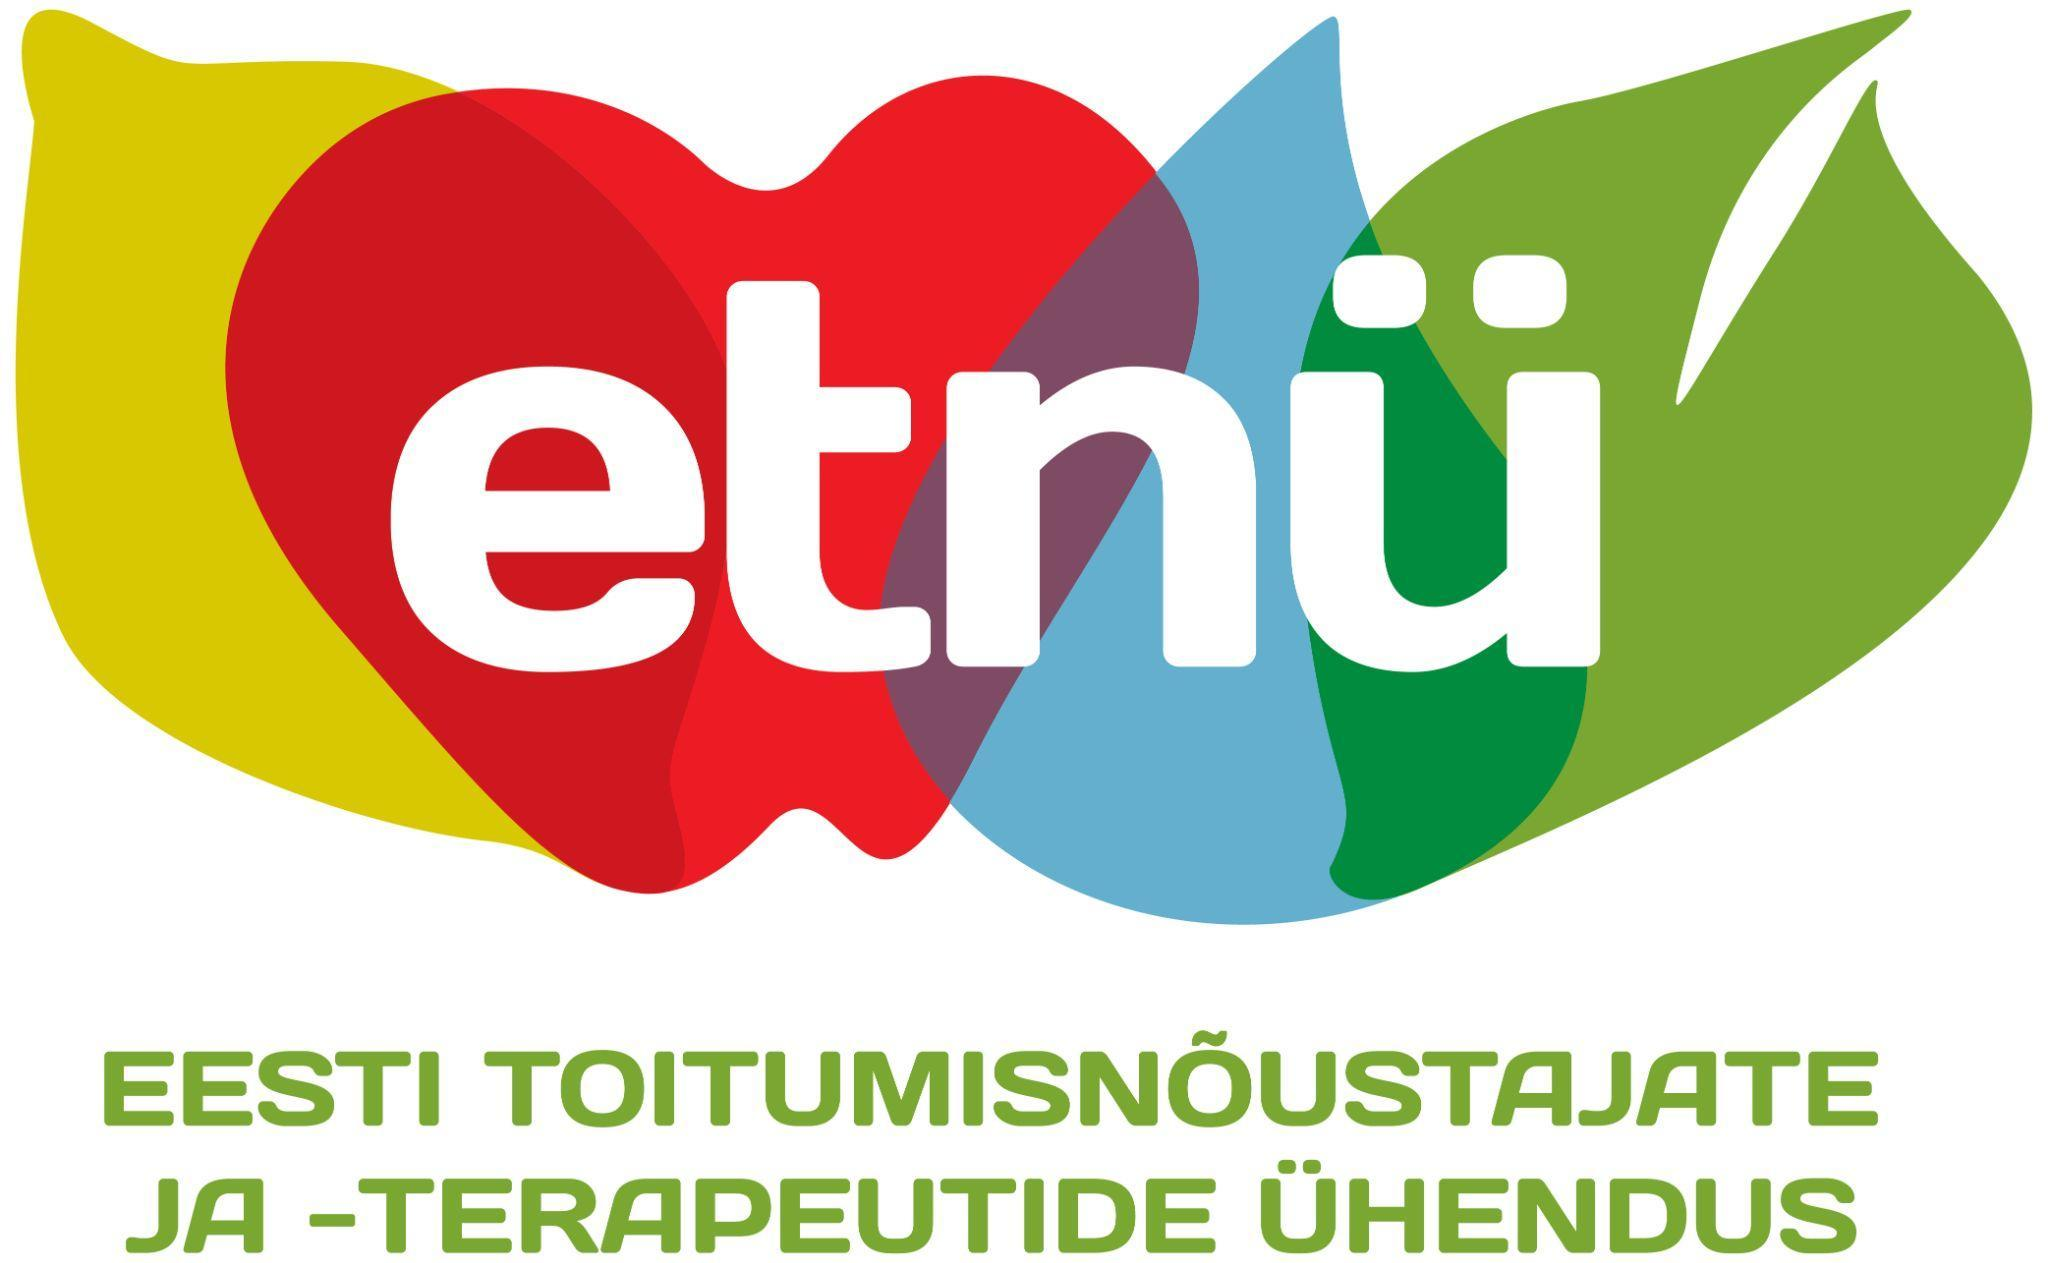 etnü
EESTI TOITUMISNÕUSTAJATE
JA -TERAPEUTIDE ÜHENDUS